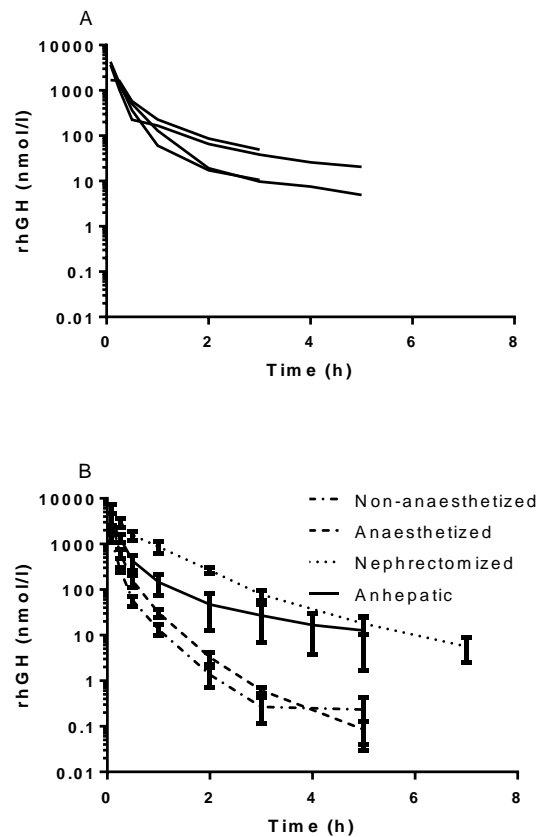 A
10000
1000
100
10
1
0.1
0.01
rhGH (nmol/l)
0 2 4 6 8
Time (h)
B
Non-anaesthetized
Anaesthetized
Nephrectomized
Anhepatic
10000
1000
100
10
1
0.1
0.01
rhGH (nmol/l)
0 2 4 6 8
Time (h)